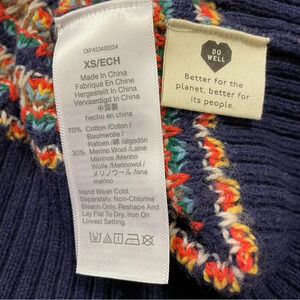 CKF453430554
XS/ECH
Made In China
Fabriqué En Chine
Hergestellt In China
Vervaardigd In China
中国製
hecho en china
70% Cotton /Coton /
Baumwolle /
Katoen /綿 /algodón
30% Merino Wool /Laine
Merinos /Merino
Wolle /Merinowol /
メリノウール /lana
merino
Hand Wash Cold.
Separately. Non-Chlorine
Bleach Only. Reshape And
Lay Flat To Dry. Iron On
Lowest Setting.
DO
WELL
Better for the
planet, better for
its people.